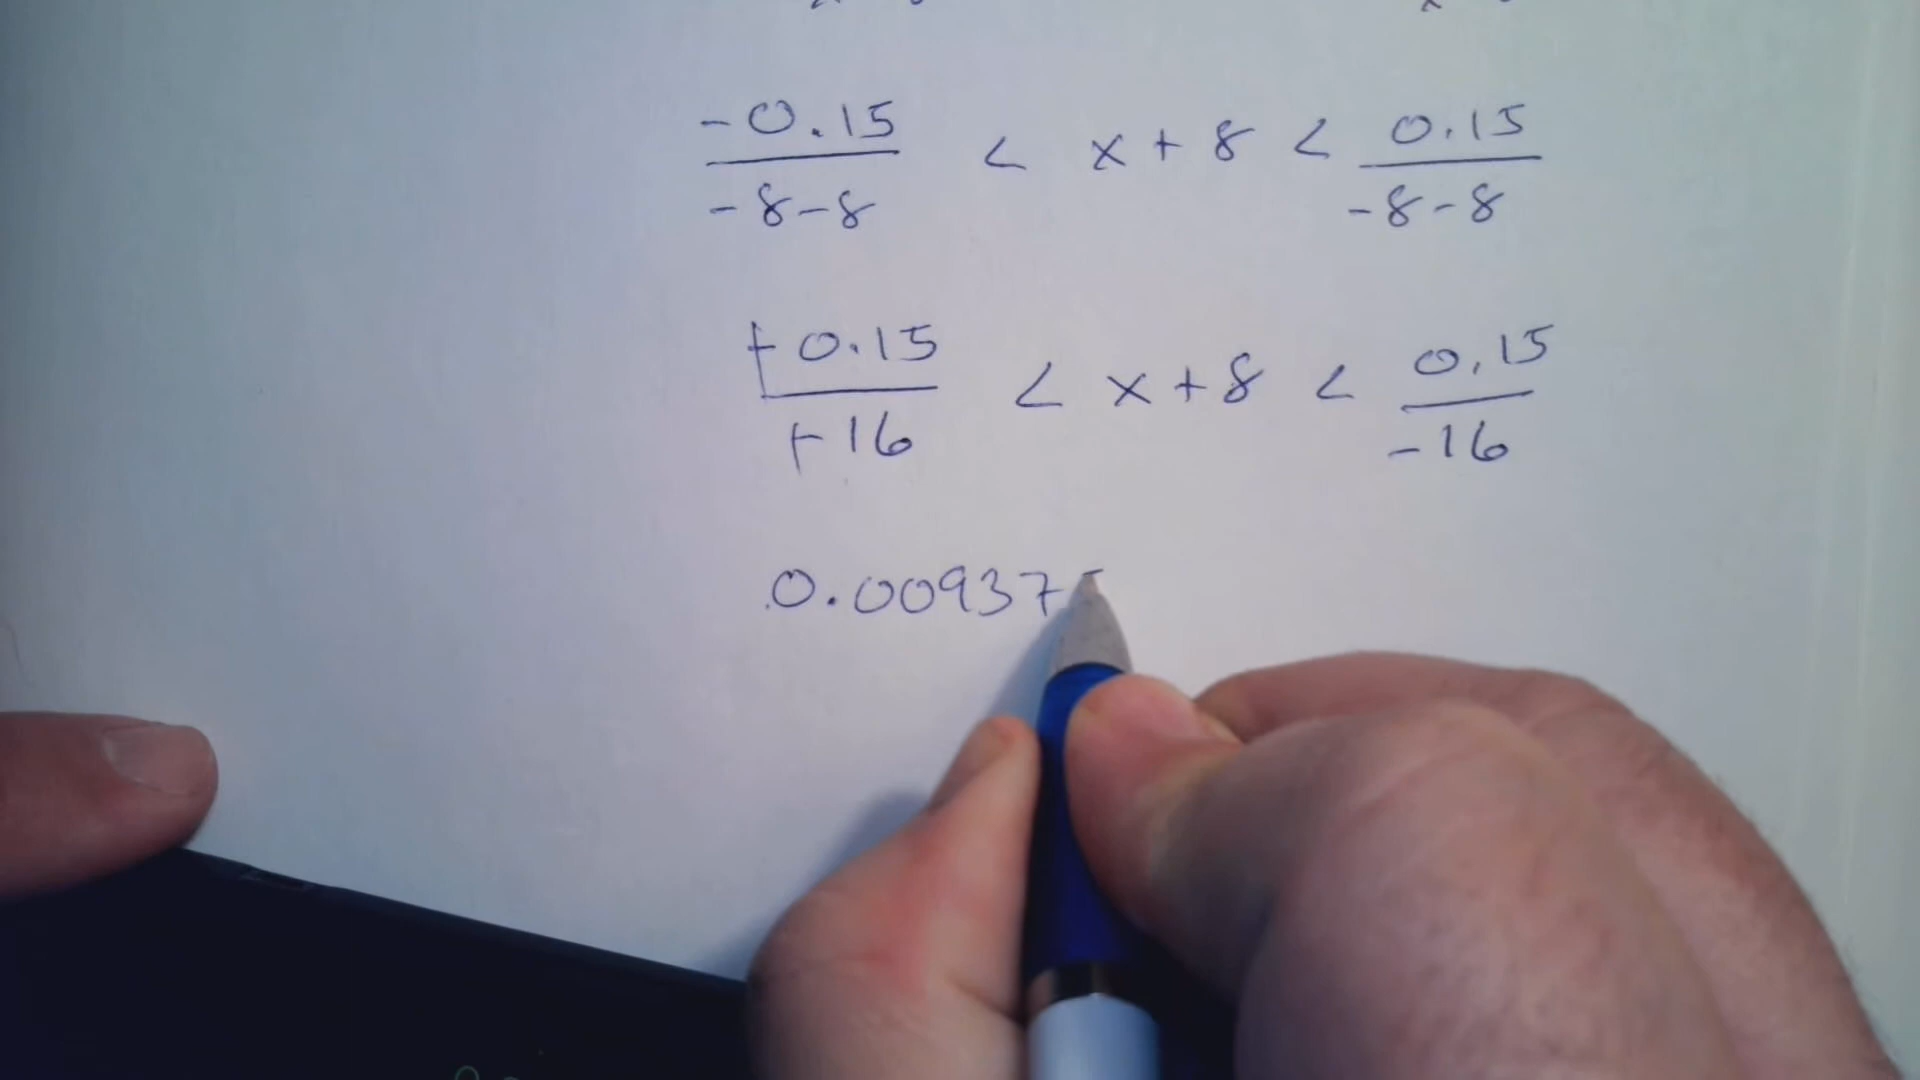 -0.15 / -8-8 < x + 8 < 0.15 / -8-8
+0.15 / +16 < x + 8 < 0.15 / -16
0.00937